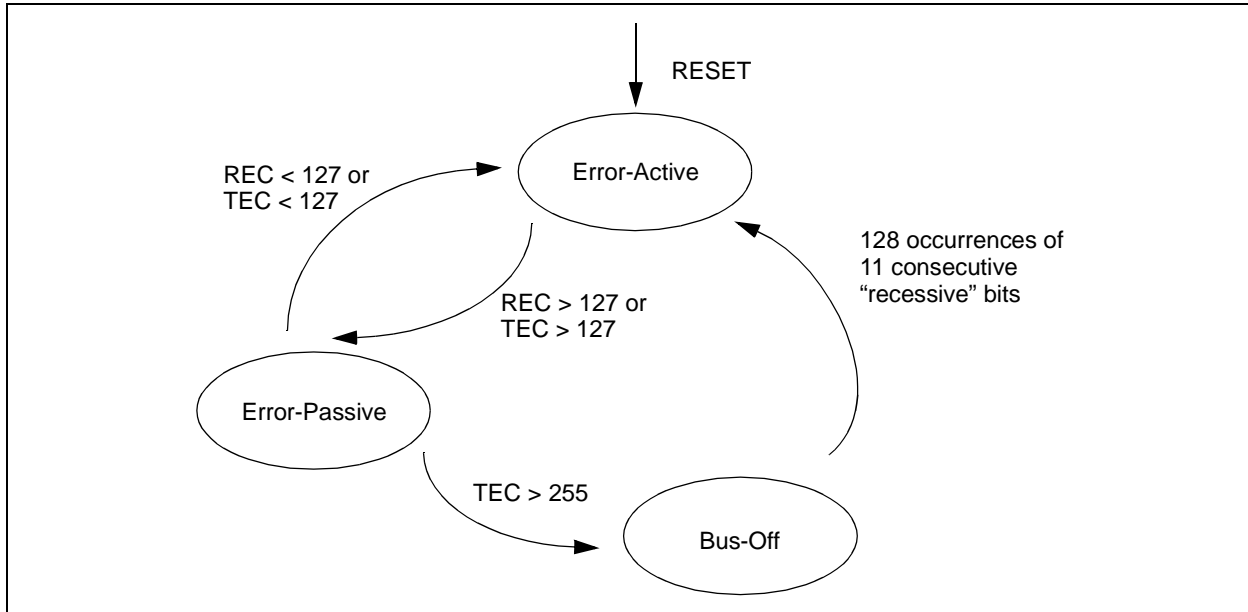 RESET
Error-Active
REC < 127 or
TEC < 127
128 occurrences of
11 consecutive
“recessive” bits
REC > 127 or
TEC > 127
Error-Passive
TEC > 255
Bus-Off